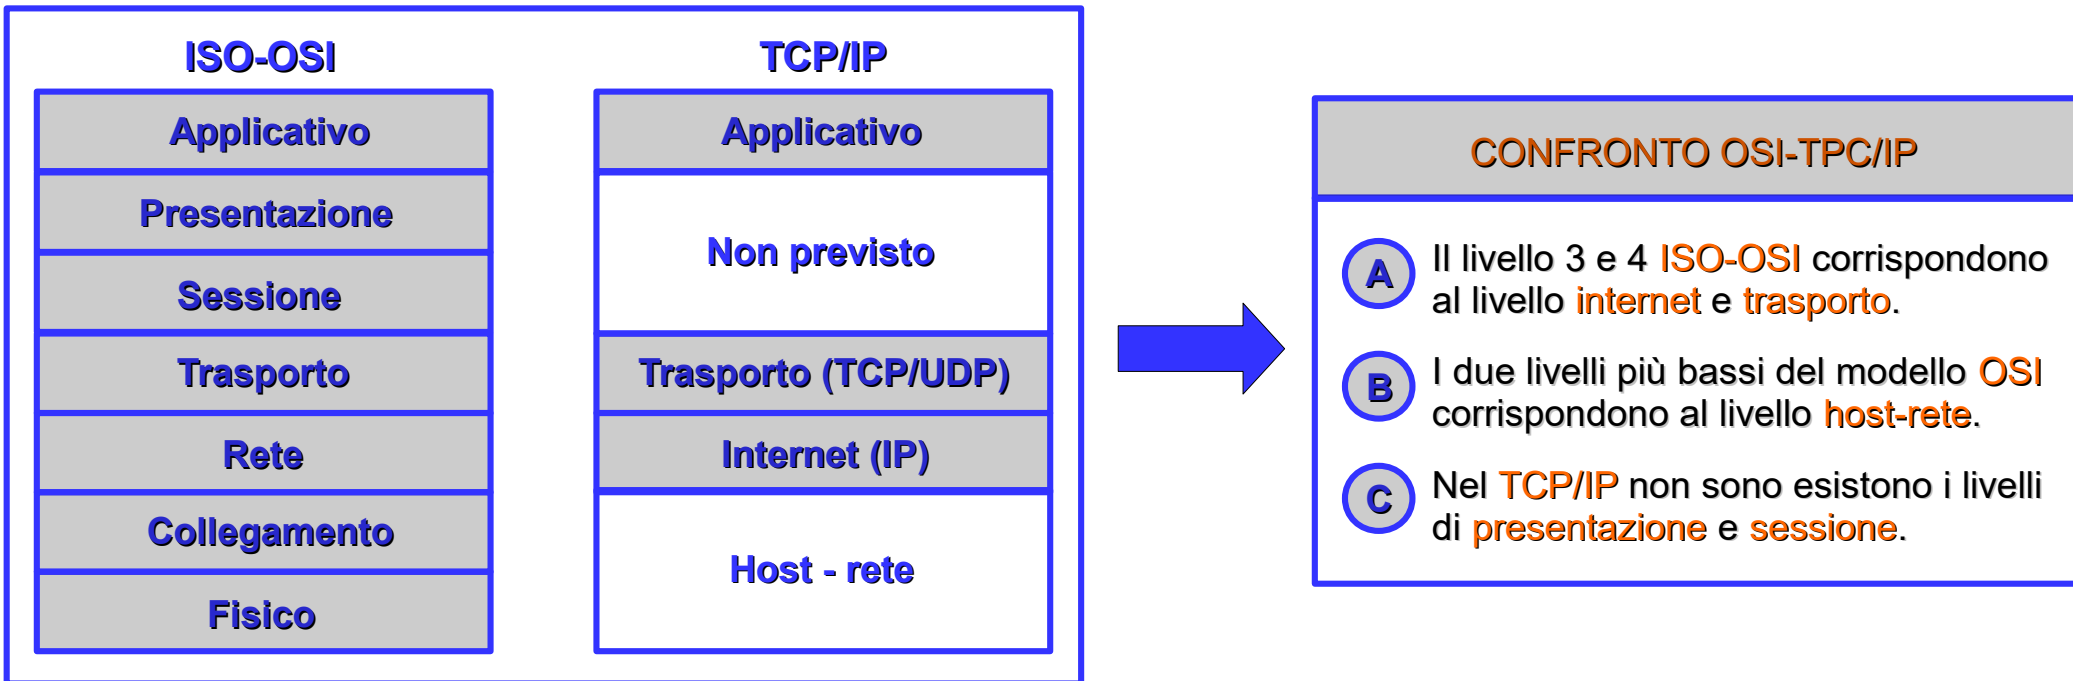 ISO-OSI
Applicativo
Presentazione
Sessione
Trasporto
Rete
Collegamento
Fisico
TCP/IP
Applicativo
Non previsto
Trasporto (TCP/UDP)
Internet (IP)
Host - rete
CONFRONTO OSI-TPC/IP
A
Il livello 3 e 4 ISO-OSI corrispondono
al livello internet e trasporto.
B
I due livelli più bassi del modello OSI
corrispondono al livello host-rete.
C
Nel TCP/IP non sono esistono i livelli
di presentazione e sessione.